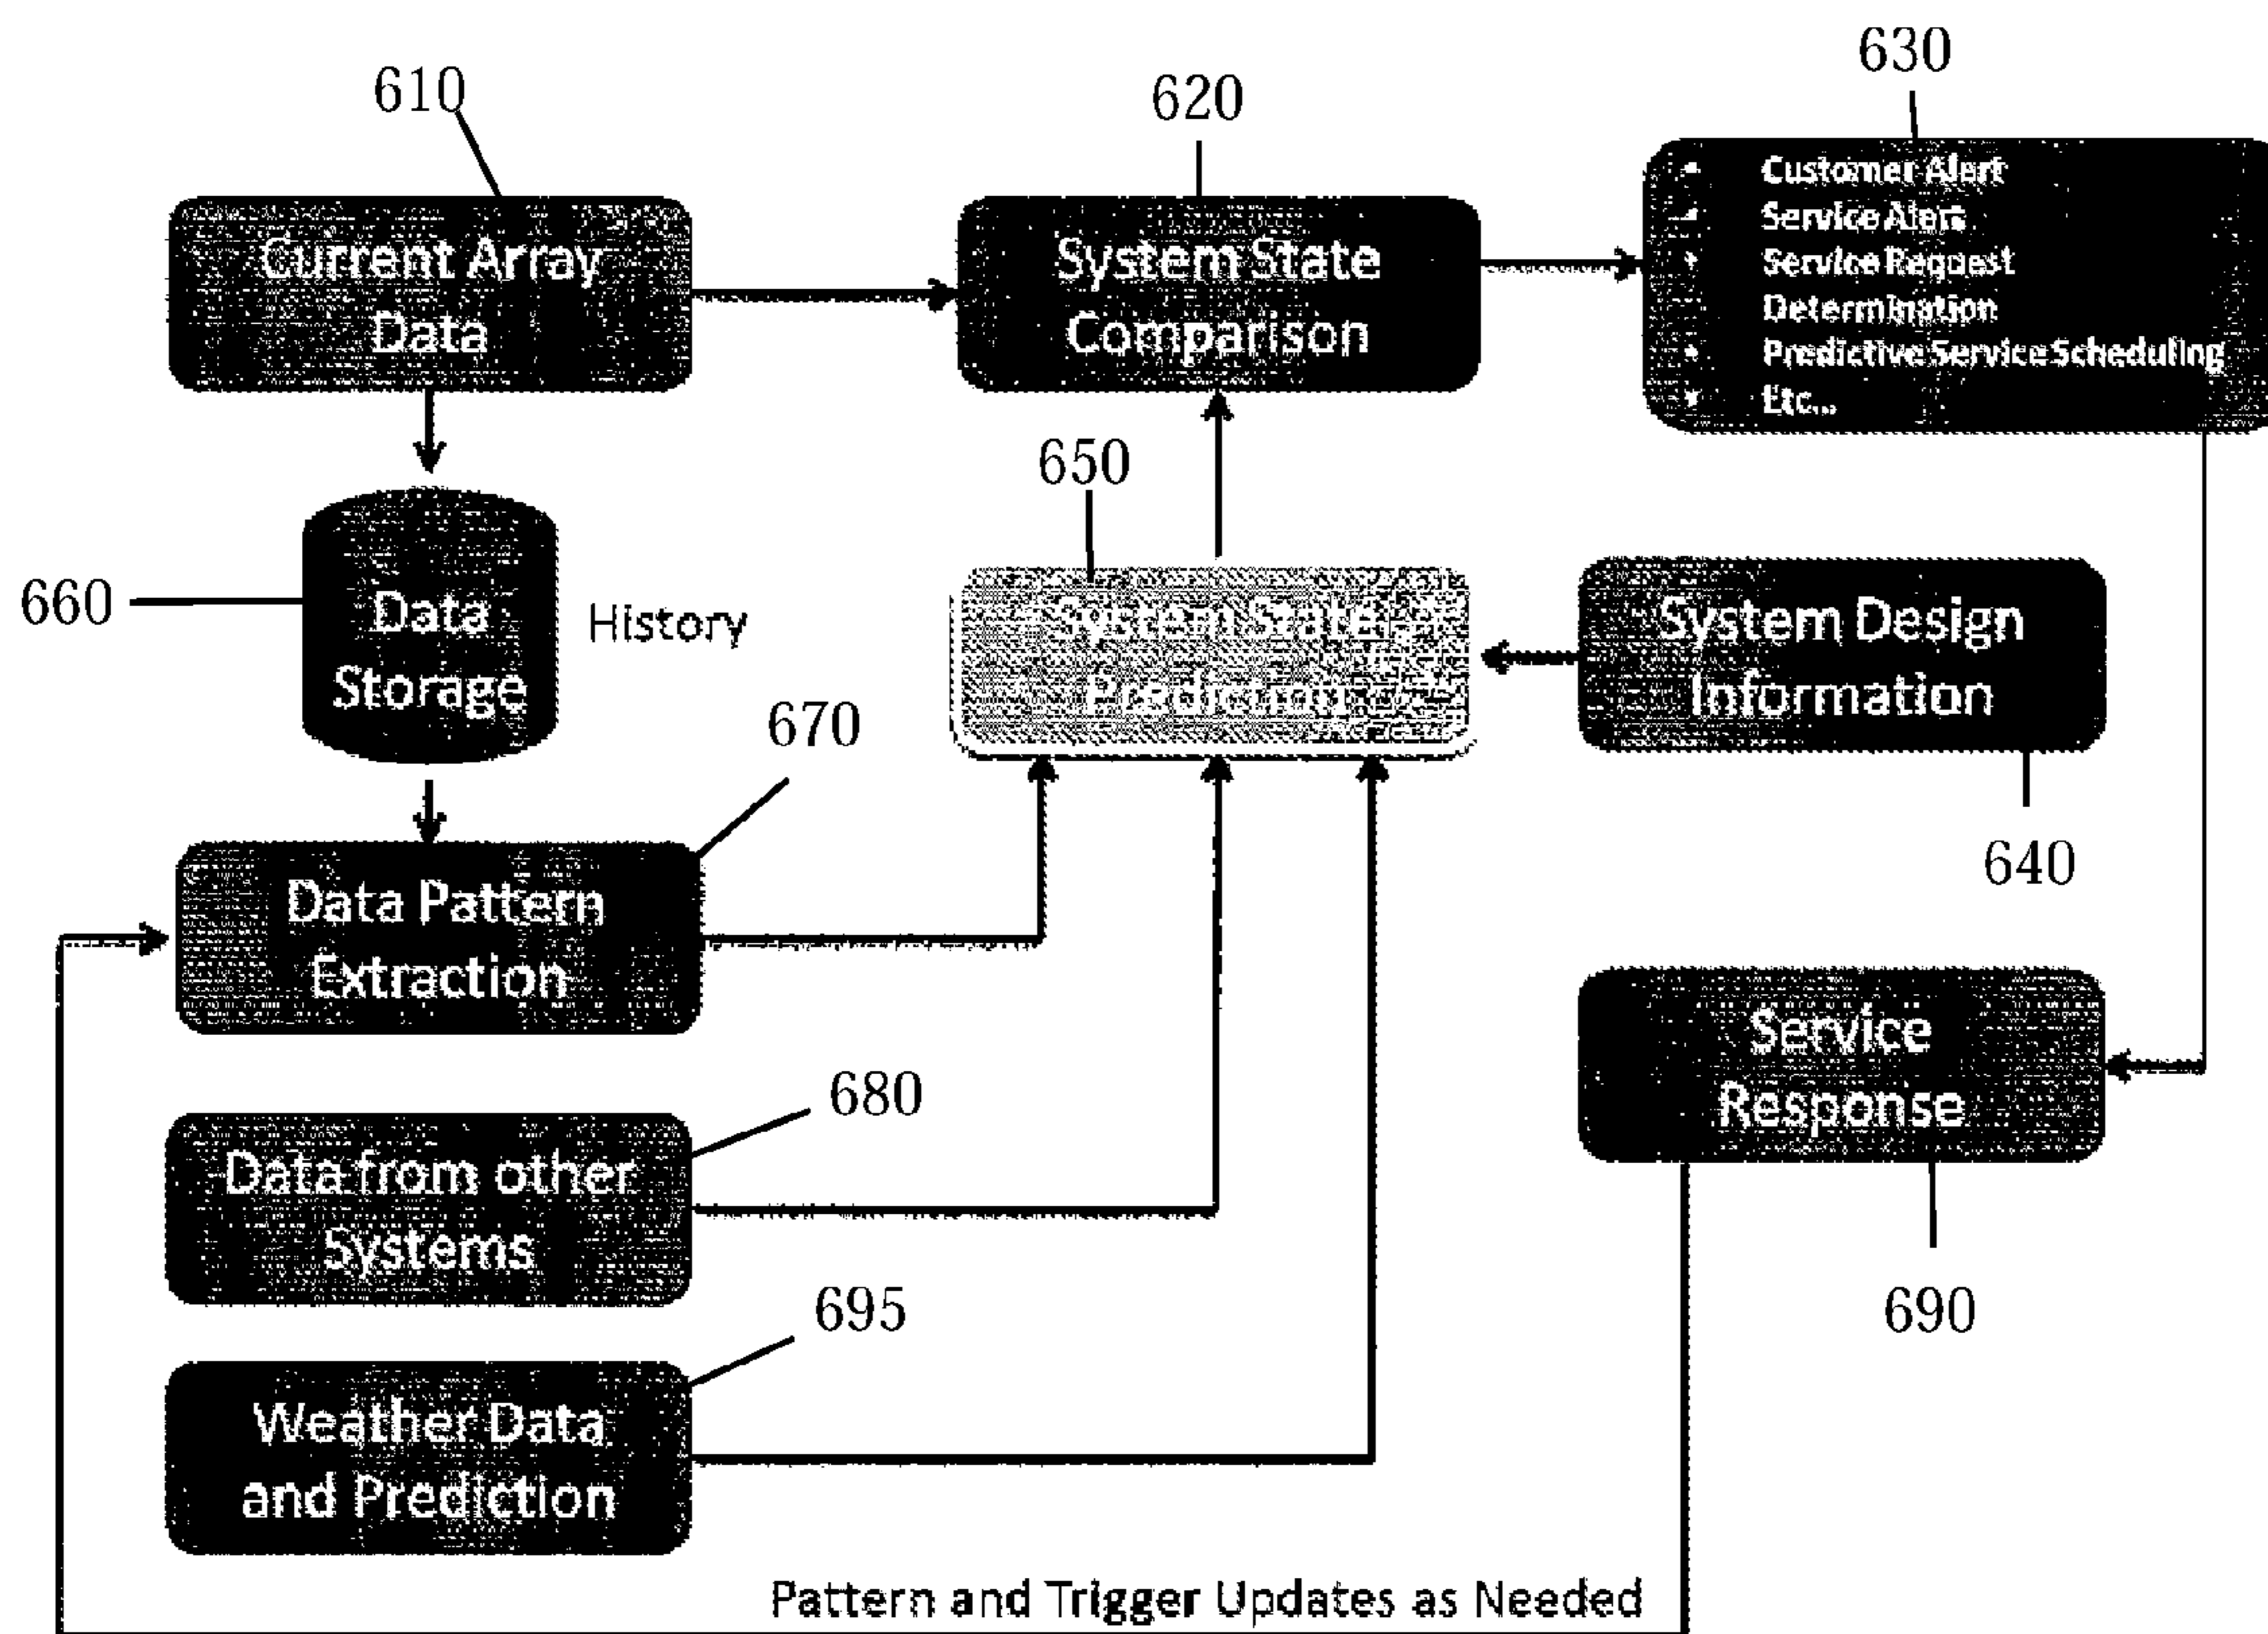 610
620
630
Current Array
Data
System State
Comparison
• Customer Alert
• Service Alert
• Service Request
Determination
• Predictive Service Scheduling
• Etc...
650
660
Data
Storage
History
System State
Prediction
System Design
Information
670
640
Data Pattern
Extraction
Service
Response
680
Data from other
Systems
690
695
Weather Data
and Prediction
Pattern and Trigger Updates as Needed